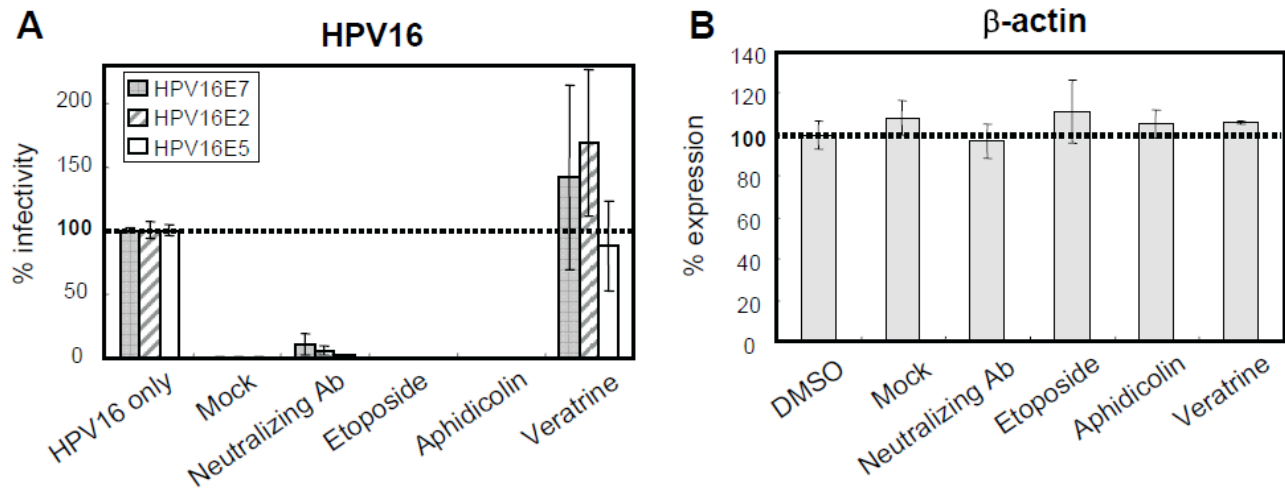 A
HPV16
HPV16E7
HPV16E2
HPV16E5
% infectivity
200
150
100
50
0
HPV16 only
Mock
Neutralizing Ab
Etoposide
Aphidicolin
Veratrine
B
β-actin
% expression
140
120
100
80
60
40
20
0
DMSO
Mock
Neutralizing Ab
Etoposide
Aphidicolin
Veratrine